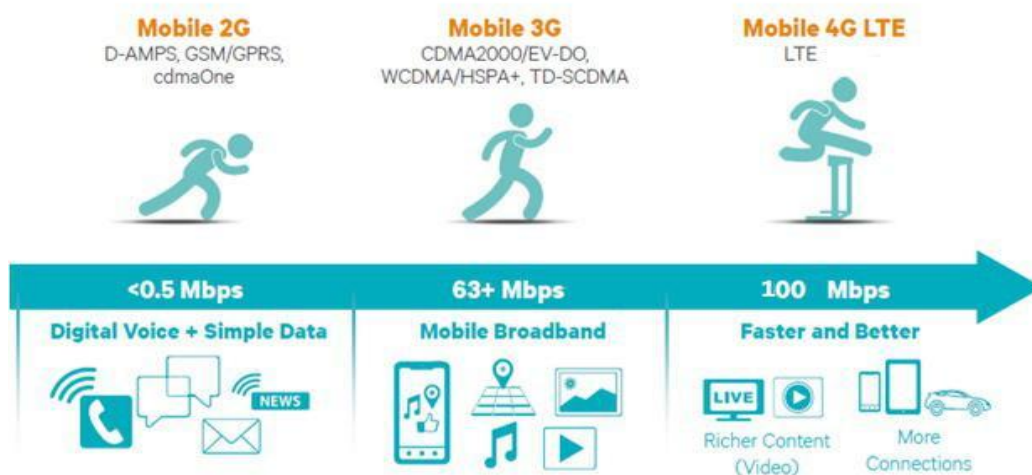 Mobile 2G
D-AMPS, GSM/GPRS,
cdmaOne
Mobile 3G
CDMA2000/EV-DO,
WCDMA/HSPA+, TD-SCDMA
Mobile 4G LTE
LTE
<0.5 Mbps
63+ Mbps
100 Mbps
Digital Voice + Simple Data
Mobile Broadband
Faster and Better
NEWS
LIVE
Richer Content
(Video)
More
Connections